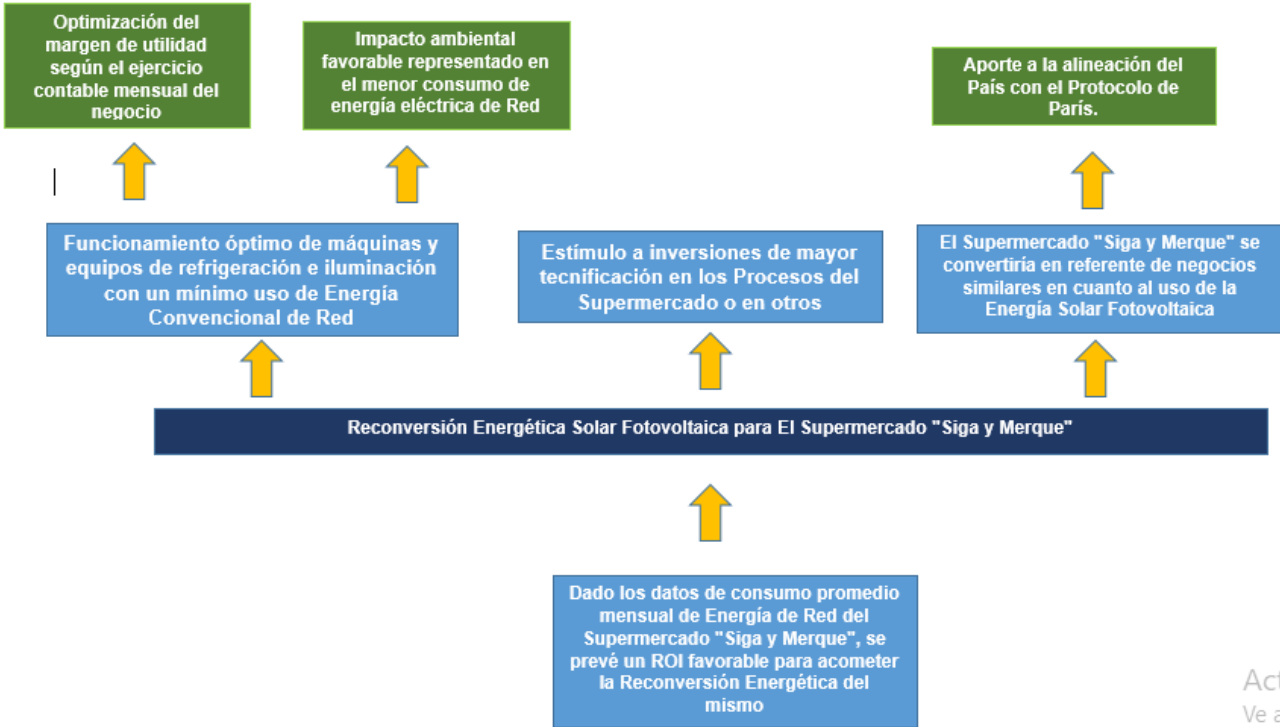 Optimización del
margen de utilidad
según el ejercicio
contable mensual del
negocio
Impacto ambiental
favorable representado en
el menor consumo de
energía eléctrica de Red
Aporte a la alineación del
País con el Protocolo de
París.
Funcionamiento óptimo de máquinas y
equipos de refrigeración e iluminación
con un mínimo uso de Energía
Convencional de Red
Estímulo a inversiones de mayor
tecnificación en los Procesos del
Supermercado o en otros
El Supermercado "Siga y Merque" se
convertiría en referente de negocios
similares en cuanto al uso de la
Energía Solar Fotovoltaica
Reconversión Energética Solar Fotovoltaica para El Supermercado "Siga y Merque"
Dado los datos de consumo promedio
mensual de Energía de Red del
Supermercado "Siga y Merque", se
prevé un ROI favorable para acometer
la Reconversión Energética del
mismo
Act
Ve a